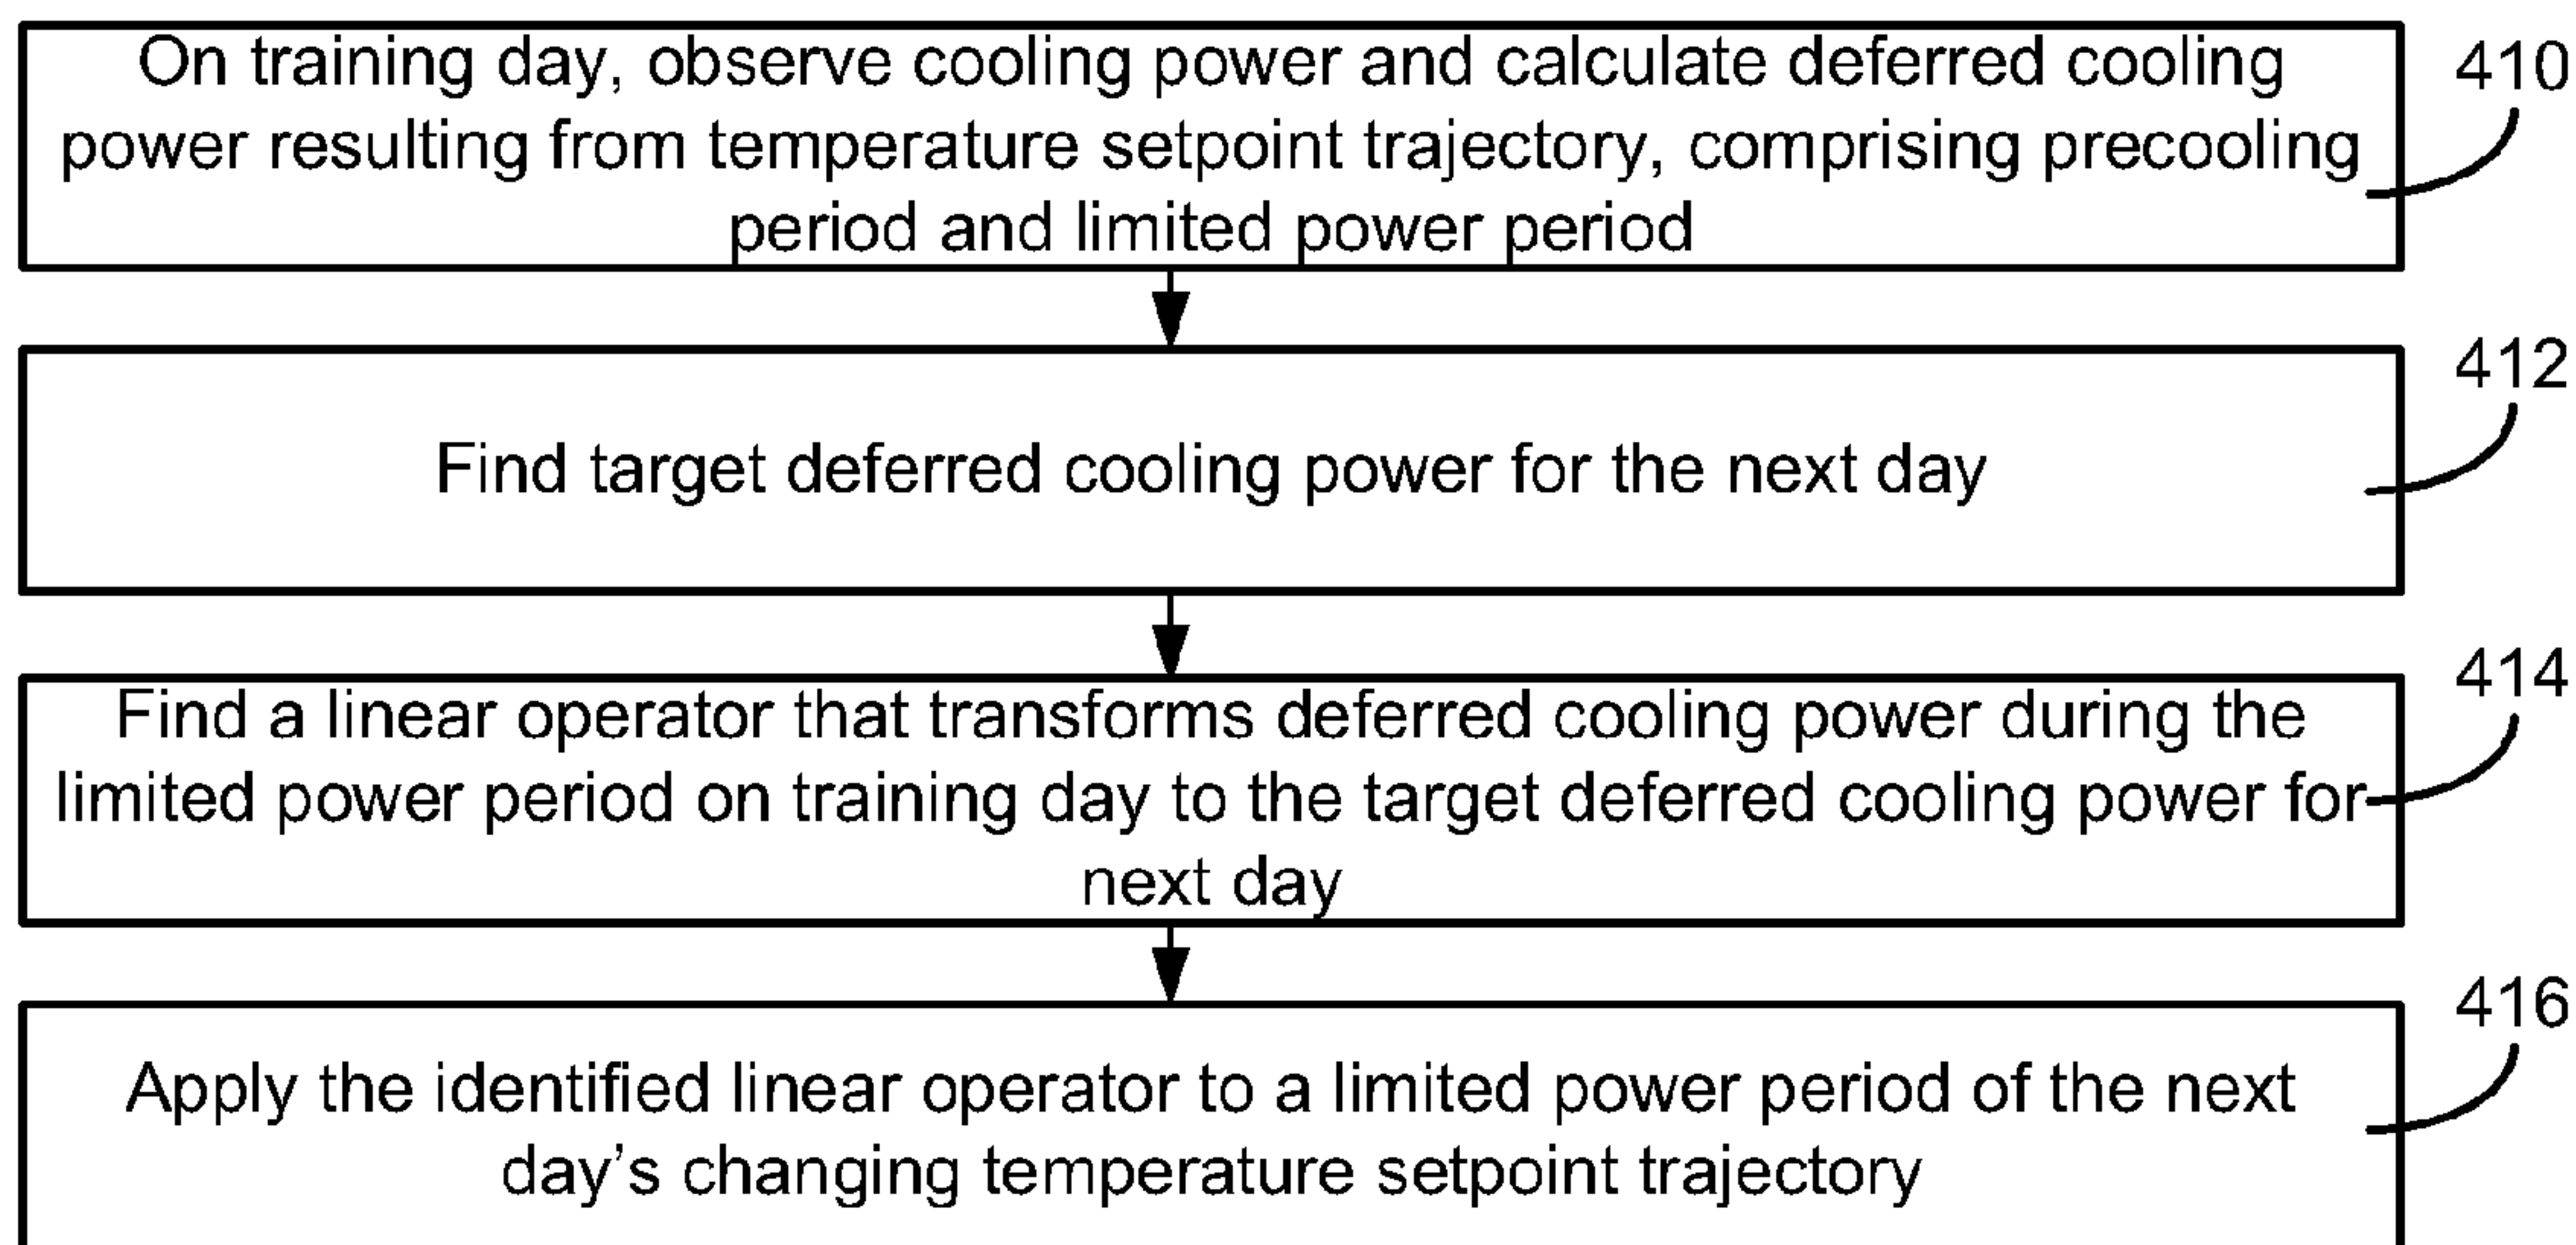 On training day, observe cooling power and calculate deferred cooling
power resulting from temperature setpoint trajectory, comprising precooling
period and limited power period
410
Find target deferred cooling power for the next day
412
Find a linear operator that transforms deferred cooling power during the
limited power period on training day to the target deferred cooling power for
next day
414
Apply the identified linear operator to a limited power period of the next
day’s changing temperature setpoint trajectory
416